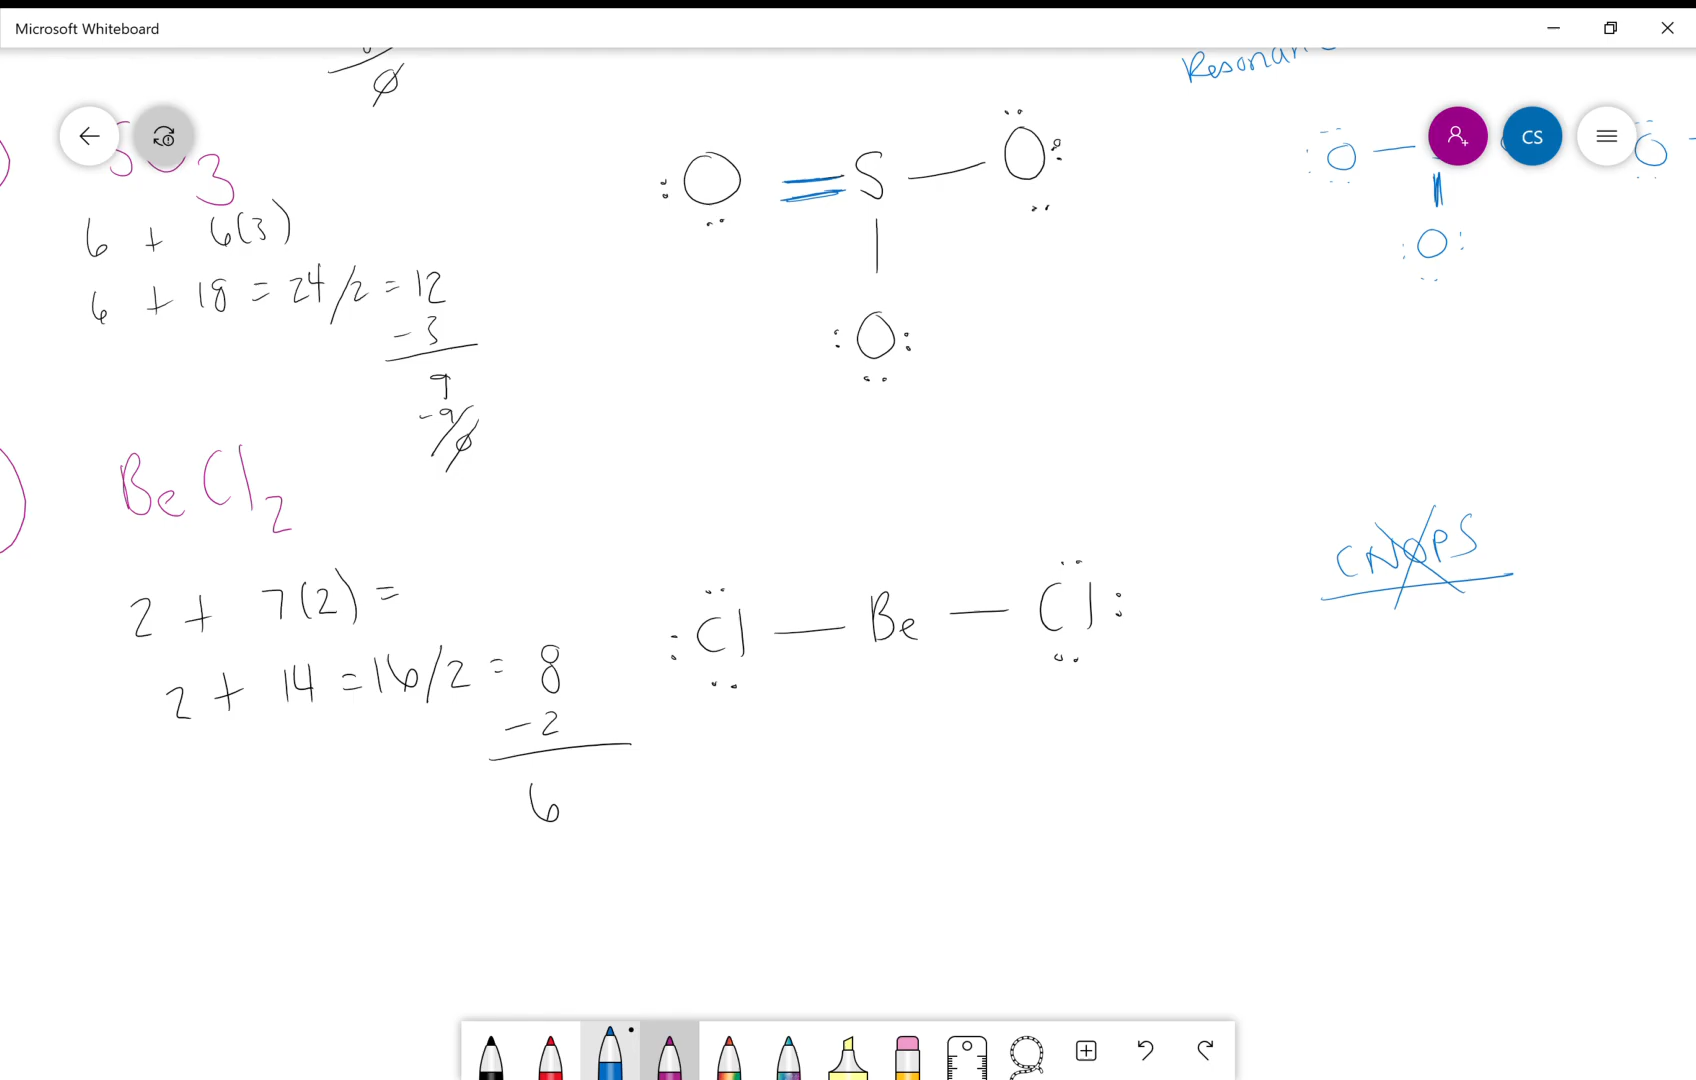 Microsoft Whiteboard
Resonan
CS
3
6 + 6(3)
6 + 18 = 24/2 = 12
- 3
9
- 9
0
O = S - O
O
O
O
O
BeCl2
2 + 7(2) =
2 + 14 = 16/2 = 8
- 2
6
Cl - Be - Cl
CNOPS